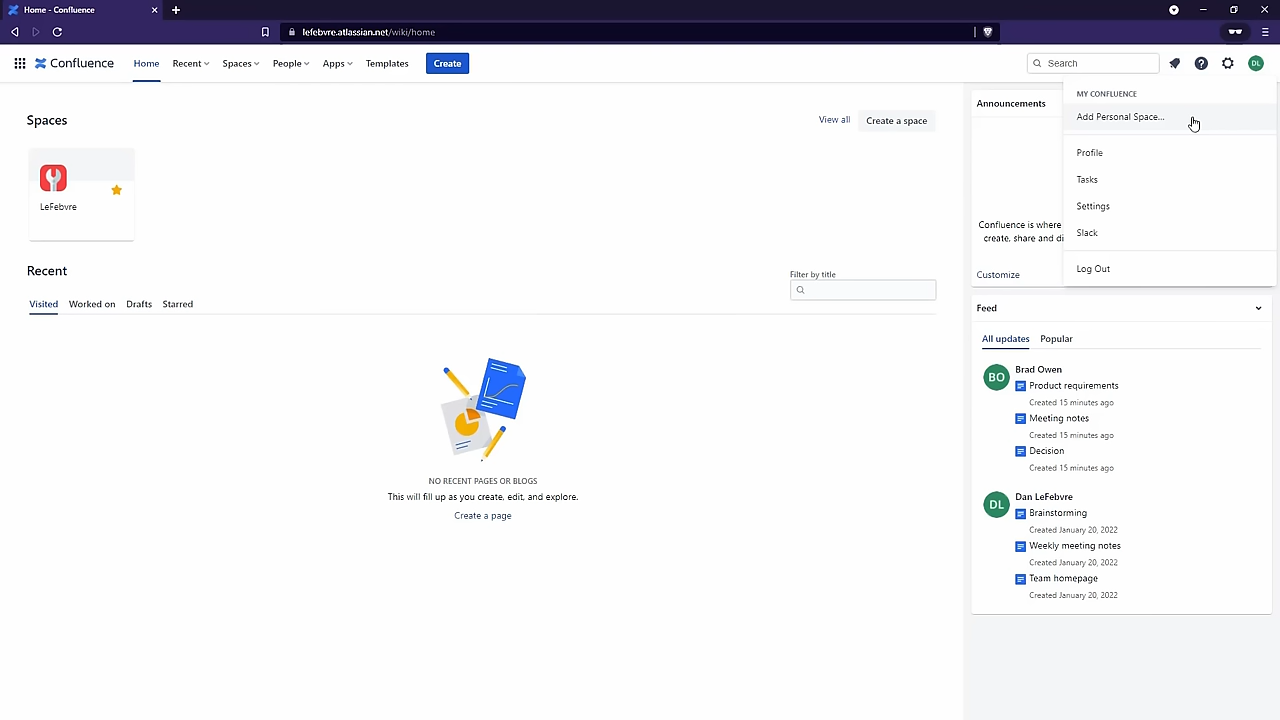 Home - Confluence
lefebvre.atlassian.net/wiki/home
Confluence
Home
Recent
Spaces
People
Apps
Templates
Create
Search
DL
Spaces
View all
Create a space
LeFebvre
Recent
Visited
Worked on
Drafts
Starred
Filter by title
NO RECENT PAGES OR BLOGS
This will fill up as you create, edit, and explore.
Create a page
Announcements
Confluence is where
create, share and di
Customize
MY CONFLUENCE
Add Personal Space...
Profile
Tasks
Settings
Slack
Log Out
Feed
All updates
Popular
BO
Brad Owen
Product requirements
Created 15 minutes ago
Meeting notes
Created 15 minutes ago
Decision
Created 15 minutes ago
DL
Dan LeFebvre
Brainstorming
Created January 20, 2022
Weekly meeting notes
Created January 20, 2022
Team homepage
Created January 20, 2022